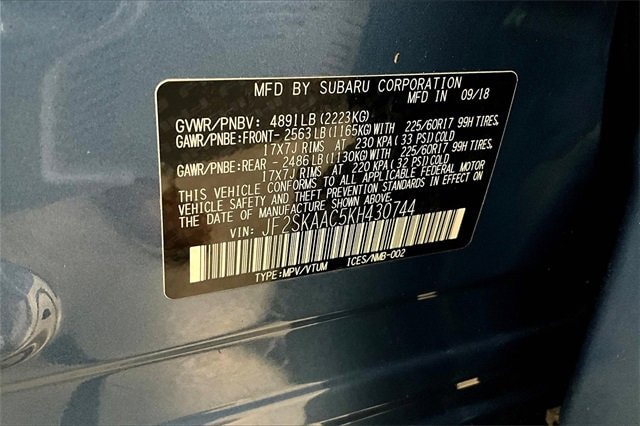 MFD BY SUBARU CORPORATION
MFD IN 09/18
GVWR/PNBV: 4891LB(2223KG)
GAWR/PNBE:FRONT- 2563LB(1165KG)WITH 225/60R17 99H TIRES,
17X7J RIMS AT 230 KPA(33 PSI)COLD
GAWR/PNBE:REAR - 2486LB(1130KG)WITH 225/60R17 99H TIRES,
17X7J RIMS AT 220 KPA(32 PSI)COLD
THIS VEHICLE CONFORMS TO ALL APPLICABLE FEDERAL MOTOR
VEHICLE SAFETY AND THEFT PREVENTION STANDARDS IN EFFECT ON
THE DATE OF MANUFACTURE SHOWN ABOVE.
VIN: JF2SKAAC5KH430744
TYPE:MPV/VTUM ICES/NMB-002